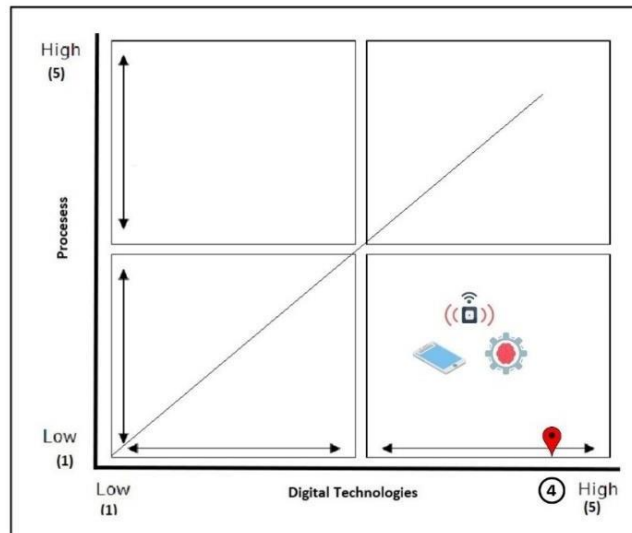 High
(5)
Procesess
Low
(1)
Low
(1)
Digital Technologies
4
High
(5)